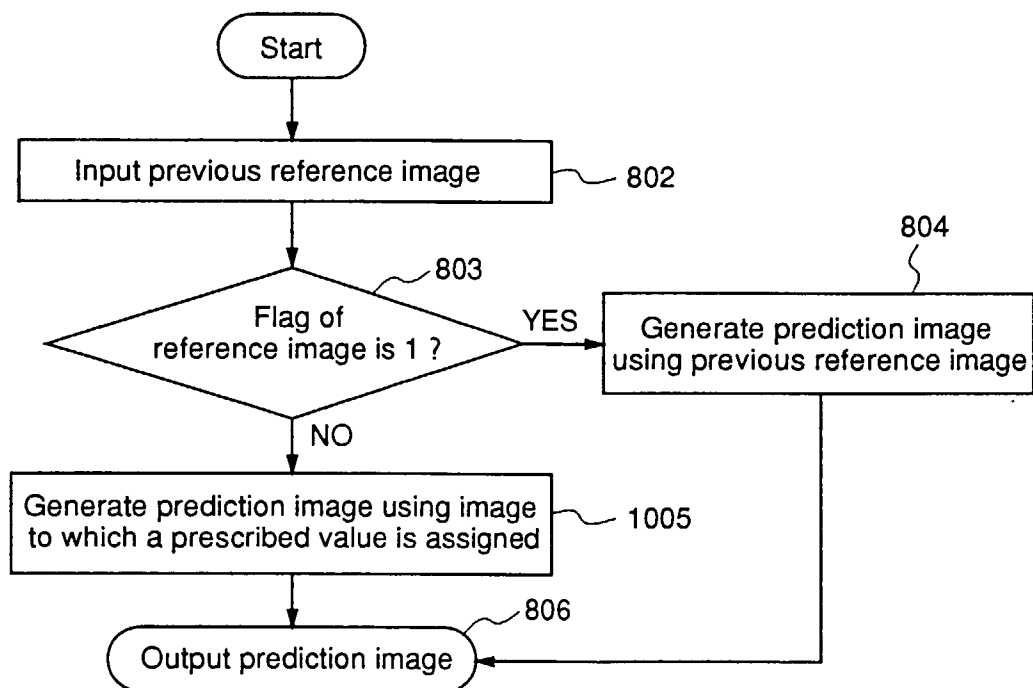 Start
Input previous reference image
802
803
Flag of
reference image is 1 ?
YES
804
Generate prediction image
using previous reference image
NO
Generate prediction image using image
to which a prescribed value is assigned
1005
806
Output prediction image